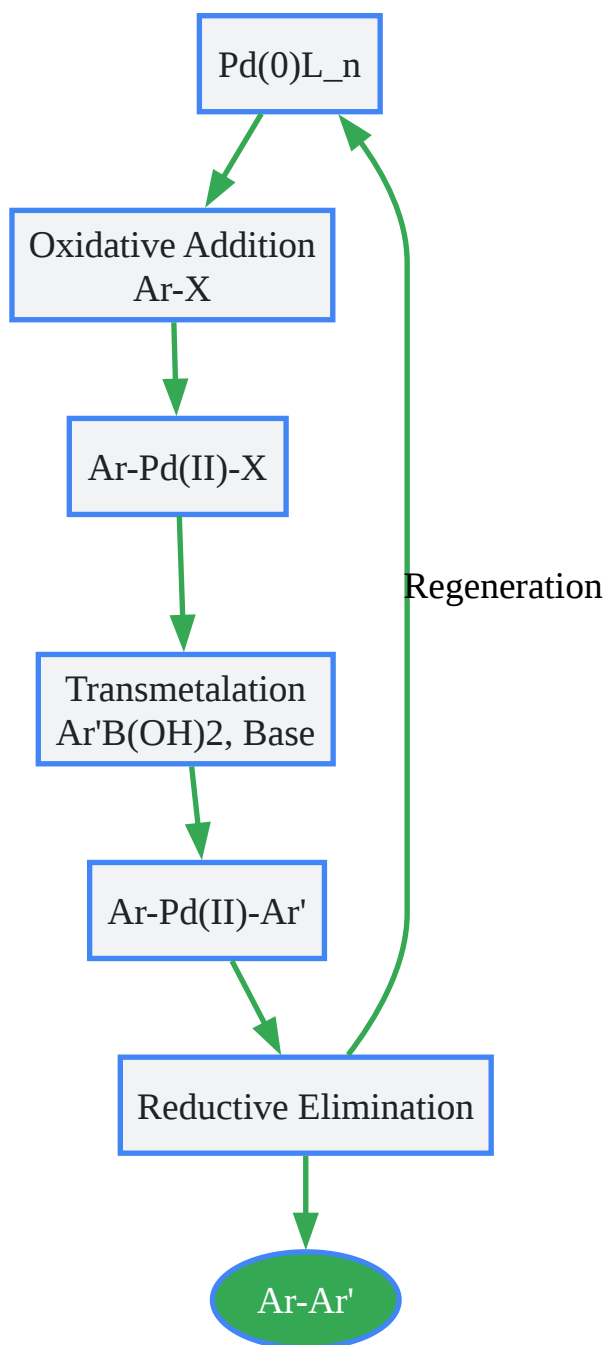 Pd(0)L_n
Oxidative Addition
Ar-X
Ar-Pd(II)-X
Regeneration
Transmetalation
Ar'B(OH)2, Base
Ar-Pd(II)-Ar'
Reductive Elimination
Ar-Ar'